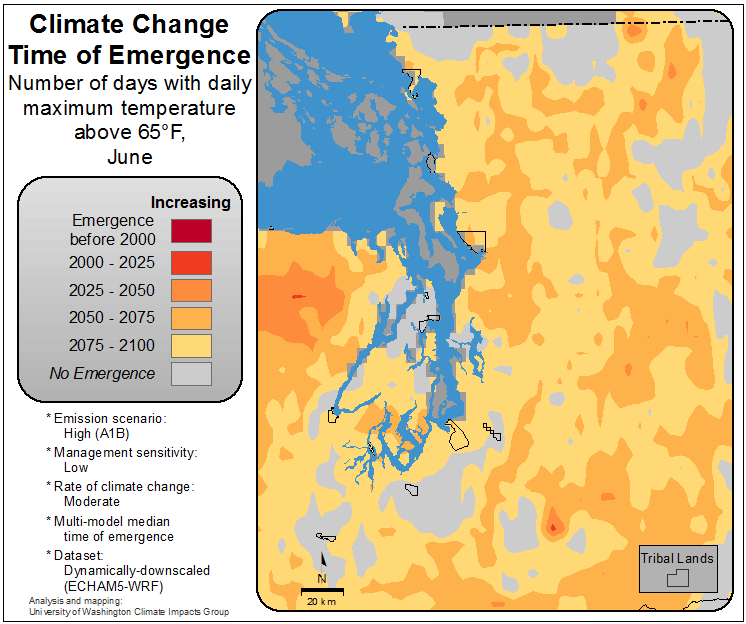 Climate Change
Time of Emergence
Number of days with daily
maximum temperature
above 65°F,
June
Increasing
Emergence
before 2000
2000 - 2025
2025 - 2050
2050 - 2075
2075 - 2100
No Emergence
* Emission scenario:
High (A1B)
* Management sensitivity:
Low
* Rate of climate change:
Moderate
* Multi-model median
time of emergence
* Dataset:
Dynamically-downscaled
(ECHAM5-WRF)
Analysis and mapping:
University of Washington Climate Impacts Group
N
20 km
Tribal Lands